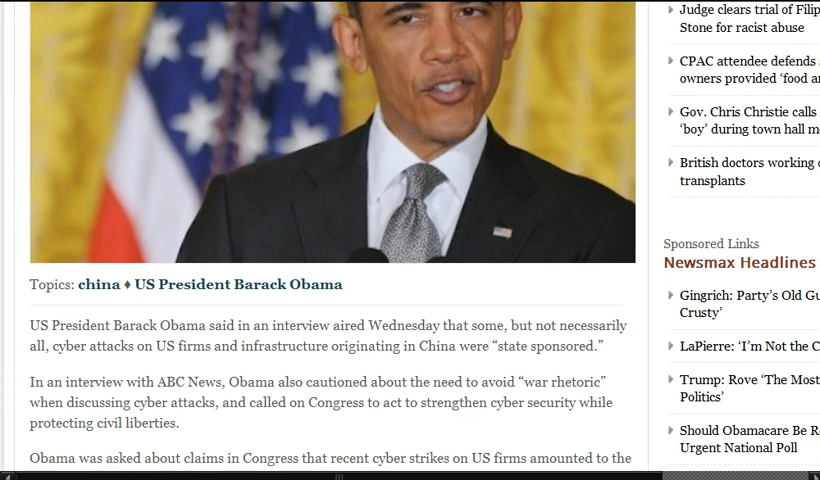 Topics: china ♦ US President Barack Obama
US President Barack Obama said in an interview aired Wednesday that some, but not necessarily
all, cyber attacks on US firms and infrastructure originating in China were “state sponsored.”
In an interview with ABC News, Obama also cautioned about the need to avoid “war rhetoric”
when discussing cyber attacks, and called on Congress to act to strengthen cyber security while
protecting civil liberties.
Obama was asked about claims in Congress that recent cyber strikes on US firms amounted to the
Judge clears trial of Filip
Stone for racist abuse
CPAC attendee defends
owners provided ‘food an
Gov. Chris Christie calls
‘boy’ during town hall m
British doctors working
transplants
Sponsored Links
Newsmax Headlines
Gingrich: Party’s Old Gu
Crusty’
LaPierre: ‘I’m Not the C
Trump: Rove ‘The Most
Politics’
Should Obamacare Be R
Urgent National Poll